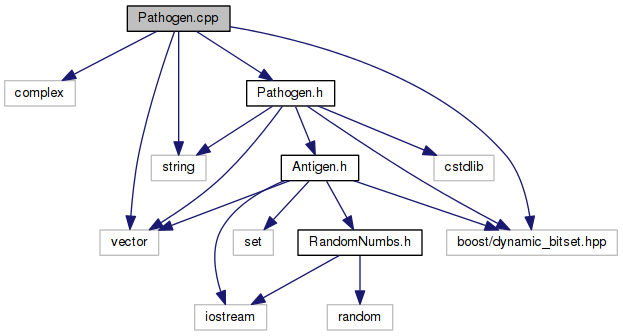 Pathogen.cpp
complex
Pathogen.h
string
Antigen.h
cstdlib
vector
set
RandomNumbs.h
boost/dynamic_bitset.hpp
iostream
random